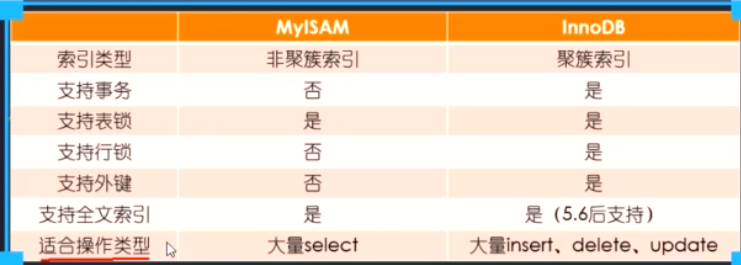 MyISAM InnoDB
索引类型 非聚簇索引 聚簇索引
支持事务 否 是
支持表锁 是 是
支持行锁 否 是
支持外键 否 是
支持全文索引 是 是（5.6后支持）
适合操作类型 大量select 大量insert、delete、update